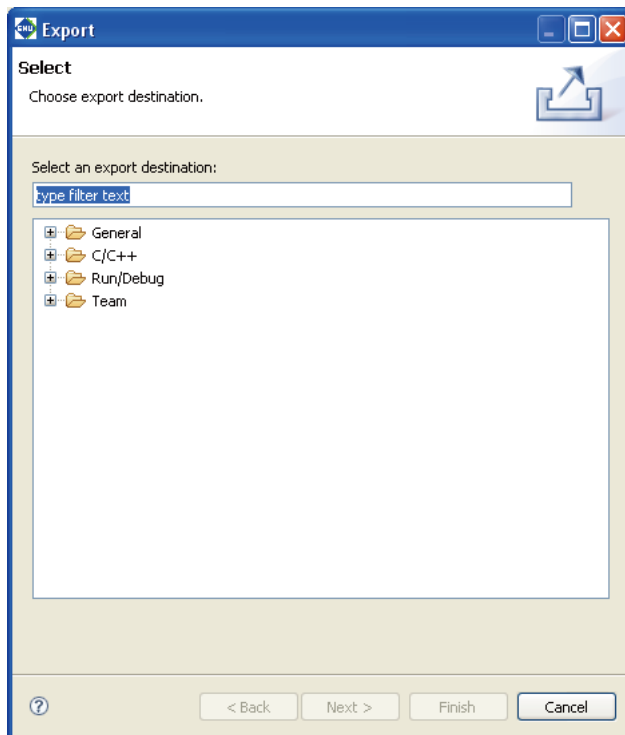 GNU Export
Select
Choose export destination.
Select an export destination:
type filter text
General
C/C++
Run/Debug
Team
< Back Next > Finish Cancel